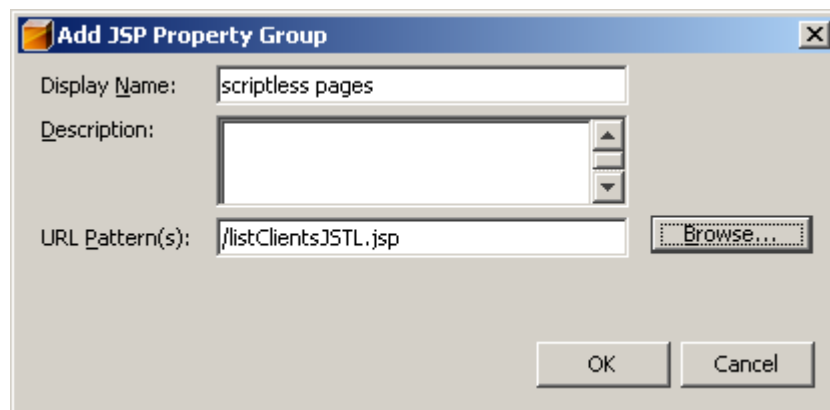 Add JSP Property Group
Display Name: scriptless pages
Description:
URL Pattern(s): /listClientsJSTL.jsp Browse...
OK Cancel